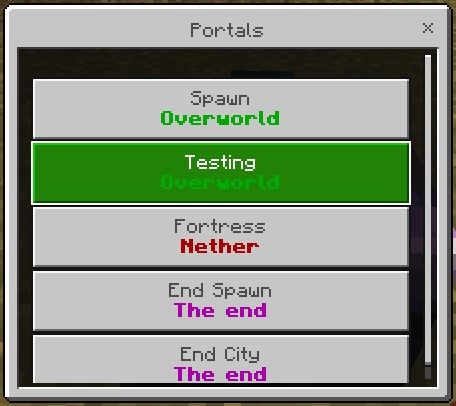 Portals
Spawn
Overworld
Testing
Overworld
Fortress
Nether
End Spawn
The end
End City
The end